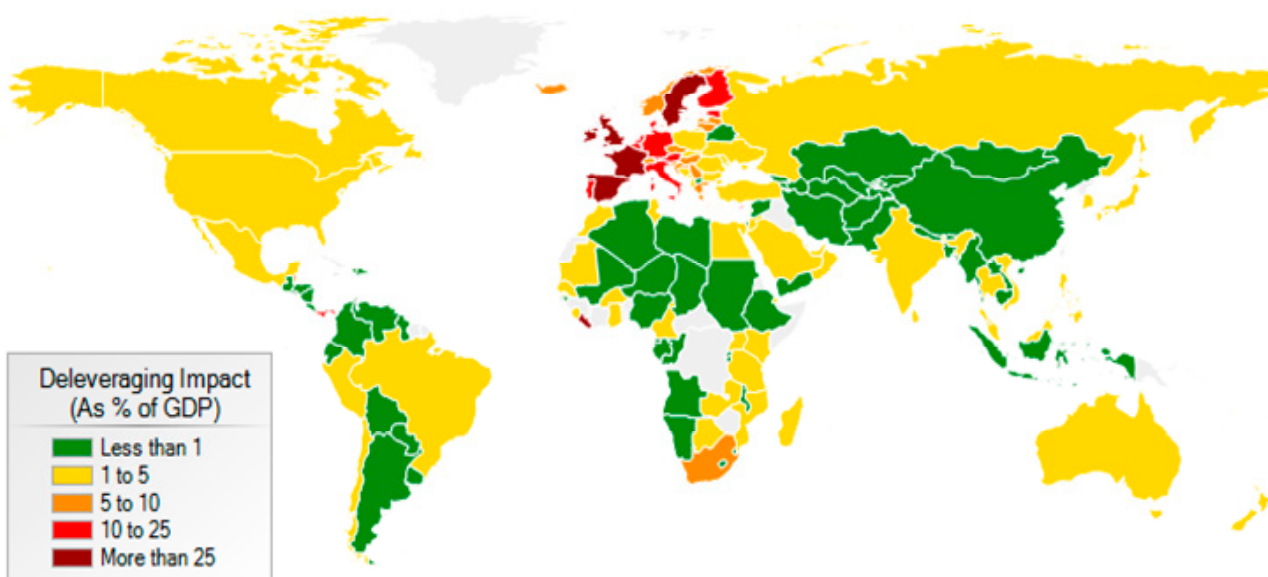 Deleveraging Impact
(As % of GDP)
Less than 1
1 to 5
5 to 10
10 to 25
More than 25